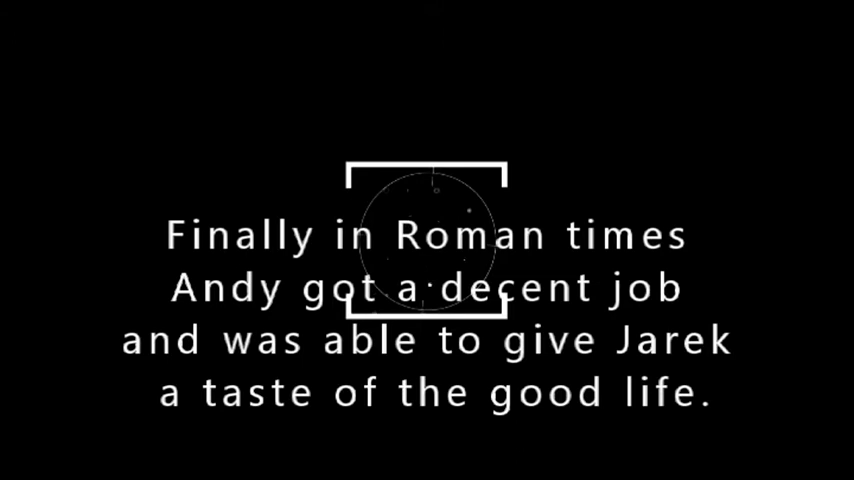 Finally in Roman times
Andy got a decent job
and was able to give Jarek
a taste of the good life.